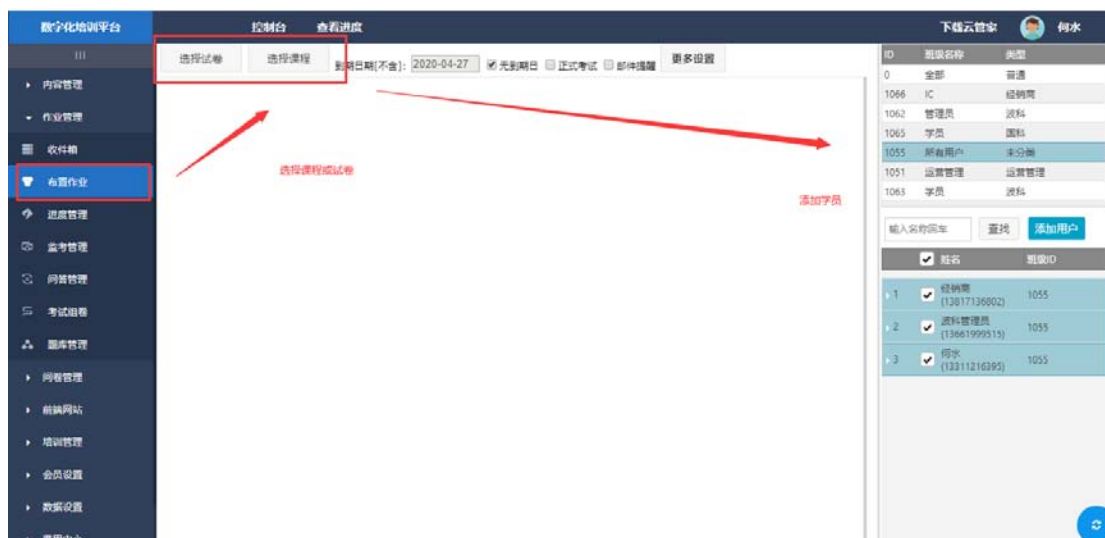 数字化培训平台 控制台 查看进度 下载云管家 何水
选择试卷 选择课程 到期日期[不含]: 2020-04-27 无到期日 正式考试 邮件提醒 更多设置
内容管理
作业管理
收件箱
布置作业
进度管理
监考管理
问答管理
考试组卷
题库管理
问卷管理
前端网站
培训管理
会员设置
数据设置
选择课程或试卷
添加学员
ID 班级名称 类型
0 全部 普通
1066 IC 经销商
1062 管理员 波科
1065 学员 国科
1055 所有用户 未分类
1051 运营管理 运营管理
1063 学员 波科
输入名称回车 查找 添加用户
姓名 班级ID
1 经销商 1055
(13817136802)
2 波科管理员 1055
(13661999515)
3 何水 1055
(13311216395)